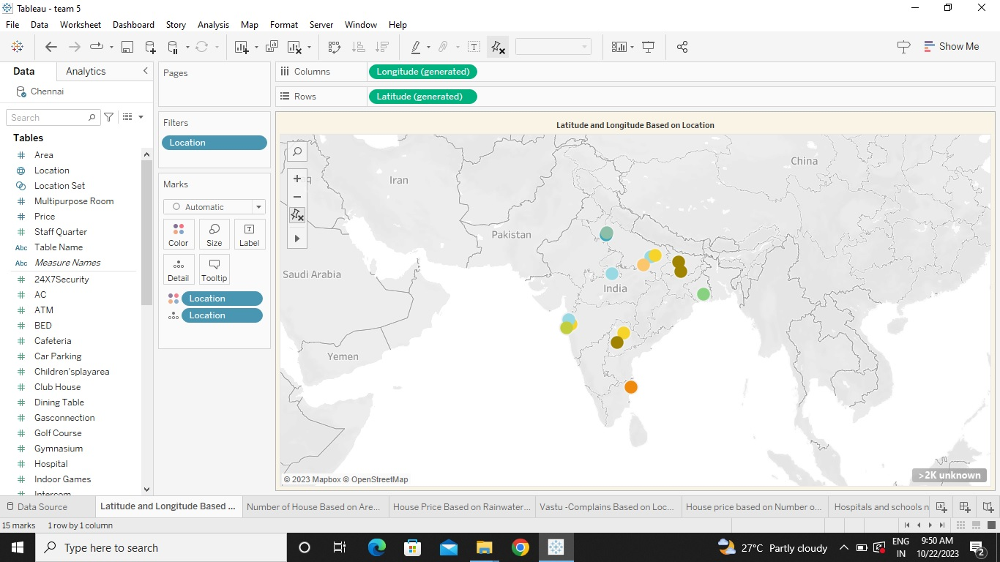 Tableau - team 5
File Data Worksheet Dashboard Story Analysis Map Format Server Window Help
Show Me
Data Analytics
Chennai
Search
Tables
Area
Location
Location Set
Multipurpose Room
Price
Staff Quarter
Abc Table Name
Abc Measure Names
24X7Security
AC
ATM
BED
Cafeteria
Car Parking
Children'splayarea
Club House
Dining Table
Gasconnection
Golf Course
Gymnasium
Hospital
Indoor Games
Intercom
Pages
Filters
Location
Marks
Automatic
Color Size Label
Detail Tooltip
Location
Location
Columns Longitude (generated)
Rows Latitude (generated)
Latitude and Longitude Based on Location
China
Iran
q
Pakistan
Saudi Arabia
India
Yemen
© 2023 Mapbox © OpenStreetMap
>2K unknown
Data Source Latitude and Longitude Based ... Number of House Based on Are... House Price Based on Rainwater... Vastu -Complains Based on Loc... House price based on Number o... Hospitals and schools n
15 marks 1 row by 1 column
Type here to search
27°C Partly cloudy
ENG
IN
9:50 AM
10/22/2023
2